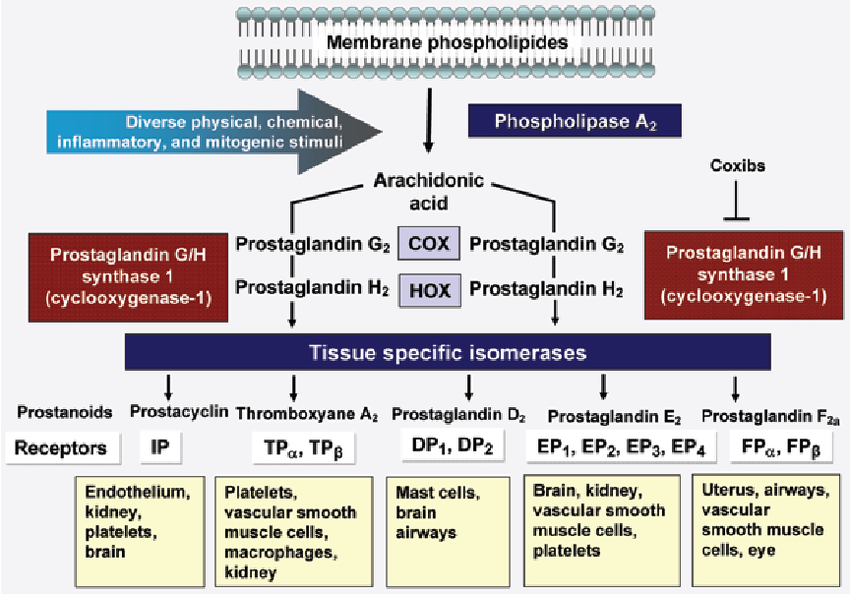 Membrane phospholipides
Diverse physical, chemical,
inflammatory, and mitogenic stimuli
Phospholipase A₂
Coxibs
Arachidonic
acid
Prostaglandin G/H
synthase 1
(cyclooxygenase-1)
Prostaglandin G₂
COX
Prostaglandin G₂
Prostaglandin H₂
HOX
Prostaglandin H₂
Prostaglandin G/H
synthase 1
(cyclooxygenase-1)
Tissue specific isomerases
Prostanoids
Prostacyclin
Thromboxyane A₂
Prostaglandin D₂
Prostaglandin E₂
Prostaglandin F₂ₐ
Receptors
IP
TPα, TPβ
DP₁, DP₂
EP₁, EP₂, EP₃, EP₄
FPα, FPβ
Endothelium,
kidney,
platelets,
brain
Platelets,
vascular smooth
muscle cells,
macrophages,
kidney
Mast cells,
brain
airways
Brain, kidney,
vascular smooth
muscle cells,
platelets
Uterus, airways,
vascular
smooth muscle
cells, eye